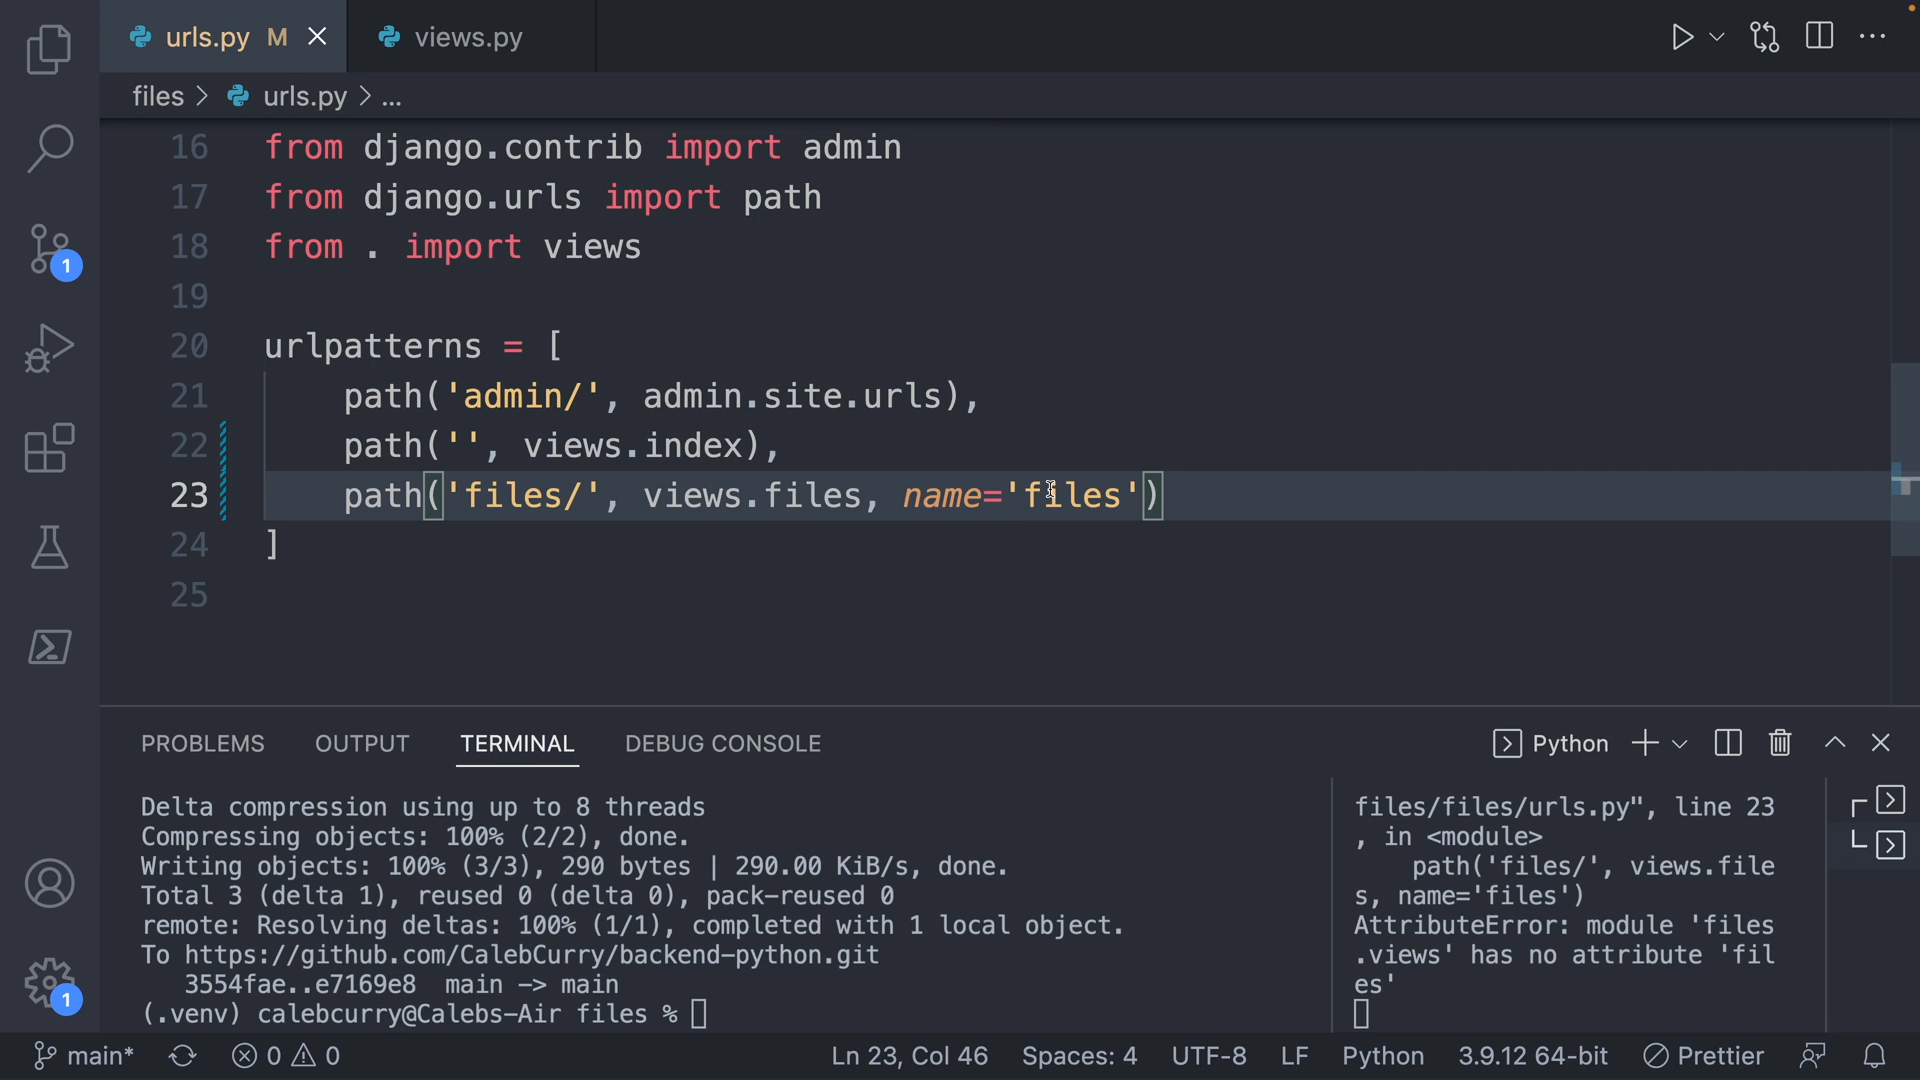 urls.py M
views.py
files > urls.py > ...
16 from django.contrib import admin
17 from django.urls import path
18 from . import views
19
20 urlpatterns = [
21 path('admin/', admin.site.urls),
22 path('', views.index),
23 path('files/', views.files, name='files')
24 ]
25
1
PROBLEMS OUTPUT TERMINAL DEBUG CONSOLE
Python
Delta compression using up to 8 threads
Compressing objects: 100% (2/2), done.
Writing objects: 100% (3/3), 290 bytes | 290.00 KiB/s, done.
Total 3 (delta 1), reused 0 (delta 0), pack-reused 0
remote: Resolving deltas: 100% (1/1), completed with 1 local object.
To https://github.com/CalebCurry/backend-python.git
3554fae..e7169e8 main -> main
(.venv) calebcurry@Calebs-Air files %
files/files/urls.py", line 23
, in <module>
path('files/', views.file
s, name='files')
AttributeError: module 'files
.views' has no attribute 'fil
es'
1
main* 0 0 Ln 23, Col 46 Spaces: 4 UTF-8 LF Python 3.9.12 64-bit Prettier